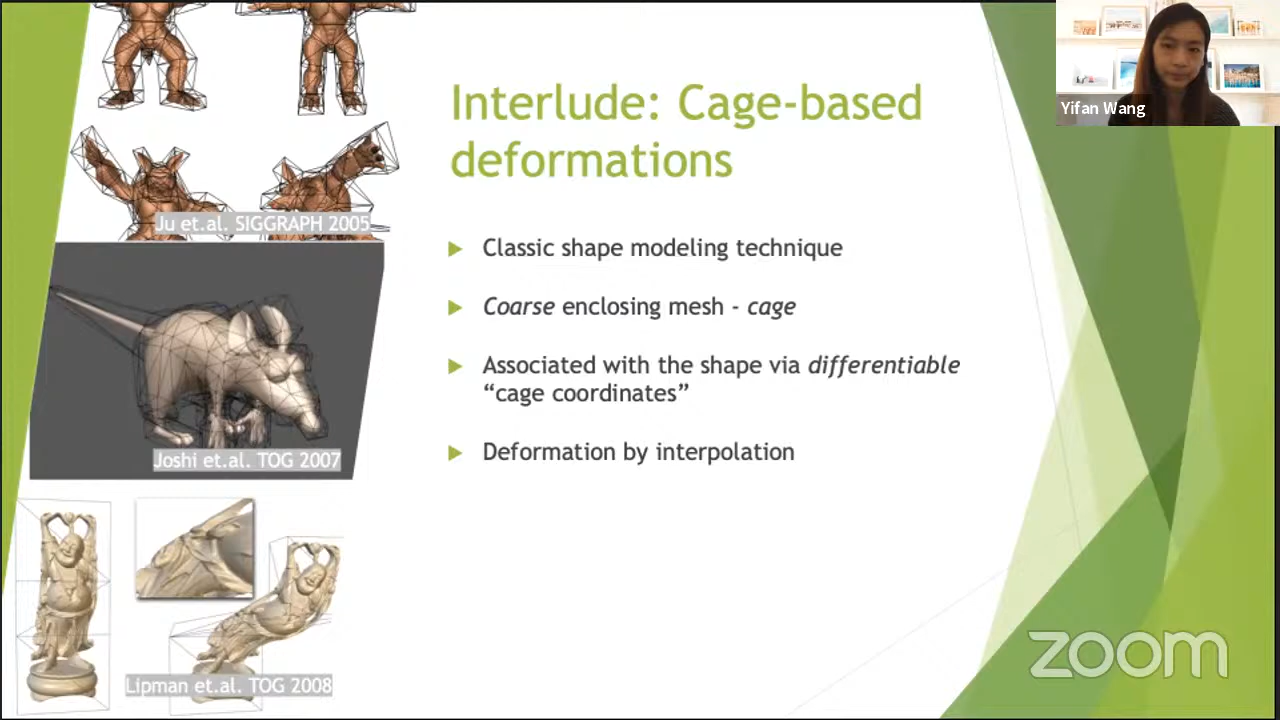 Interlude: Cage-based
deformations
Classic shape modeling technique
Coarse enclosing mesh - cage
Associated with the shape via differentiable
“cage coordinates”
Deformation by interpolation
Ju et.al. SIGGRAPH 2005
Joshi et.al. TOG 2007
Lipman et.al. TOG 2008
Yifan Wang
zoom